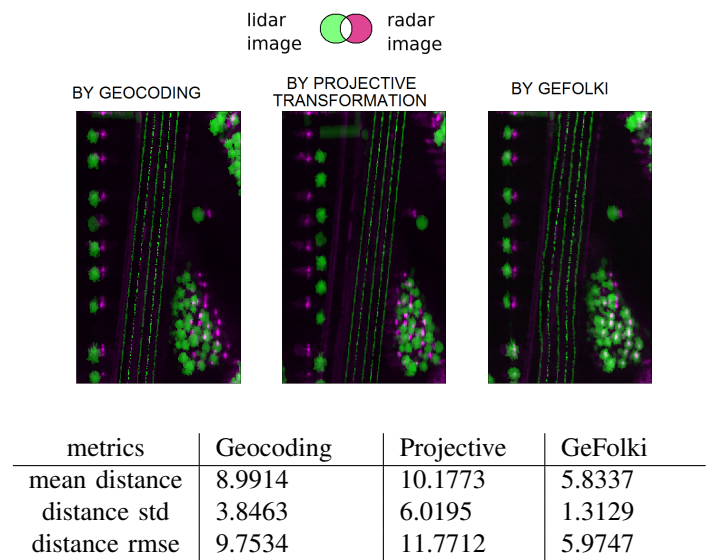 lidar image
radar image
BY GEOCODING
BY PROJECTIVE
TRANSFORMATION
BY GEFOLKI
metrics Geocoding Projective GeFolki
mean distance 8.9914 10.1773 5.8337
distance std 3.8463 6.0195 1.3129
distance rmse 9.7534 11.7712 5.9747